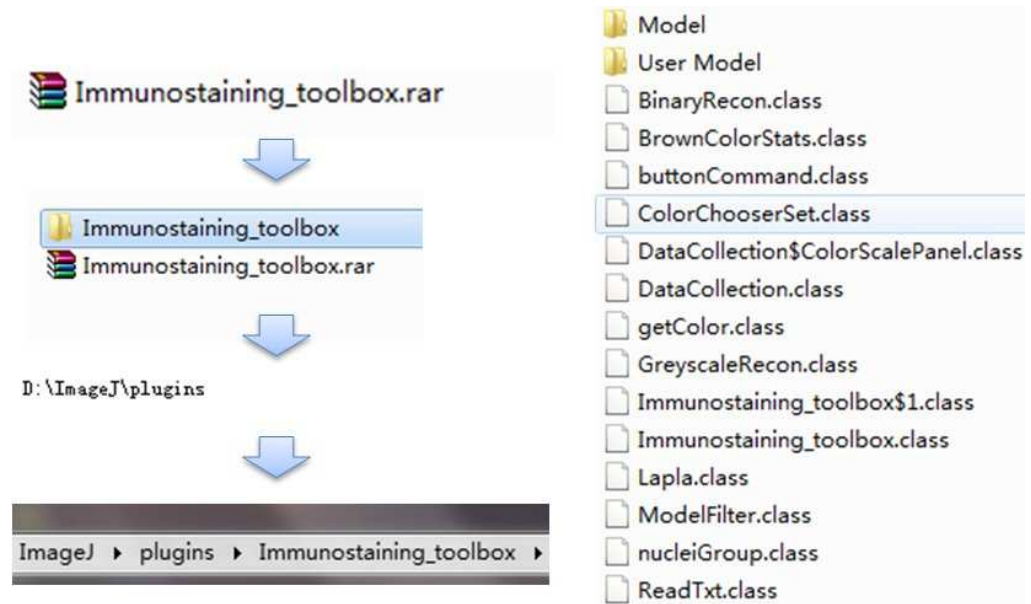 Immunostaining_toolbox.rar
Immunostaining_toolbox
Immunostaining_toolbox.rar
D:\ImageJ\plugins
ImageJ ▸ plugins ▸ Immunostaining_toolbox ▸
Model
User Model
BinaryRecon.class
BrownColorStats.class
buttonCommand.class
ColorChooserSet.class
DataCollection$ColorScalePanel.class
DataCollection.class
getColor.class
GreyscaleRecon.class
Immunostaining_toolbox$1.class
Immunostaining_toolbox.class
Lapla.class
ModelFilter.class
nucleiGroup.class
ReadTxt.class